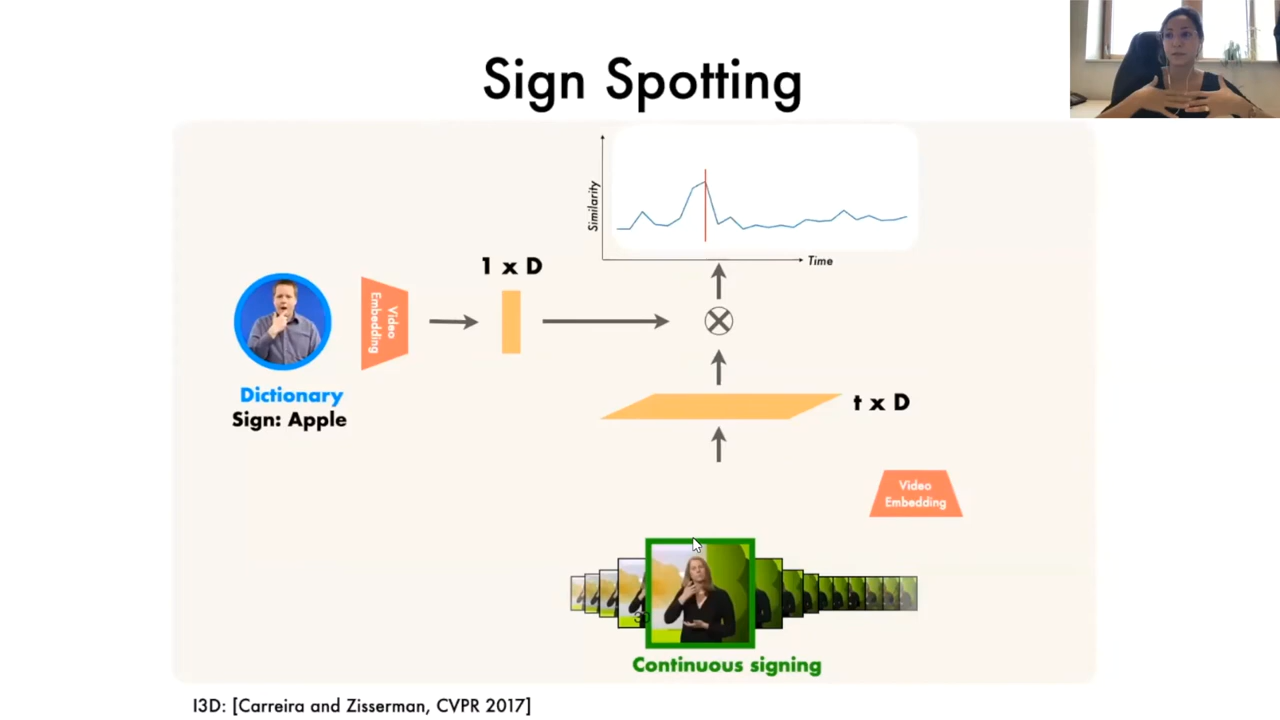 Sign Spotting
Similarity
Time
1 x D
Video
Embedding
Dictionary
Sign: Apple
t x D
Video
Embedding
Continuous signing
I3D: [Carreira and Zisserman, CVPR 2017]